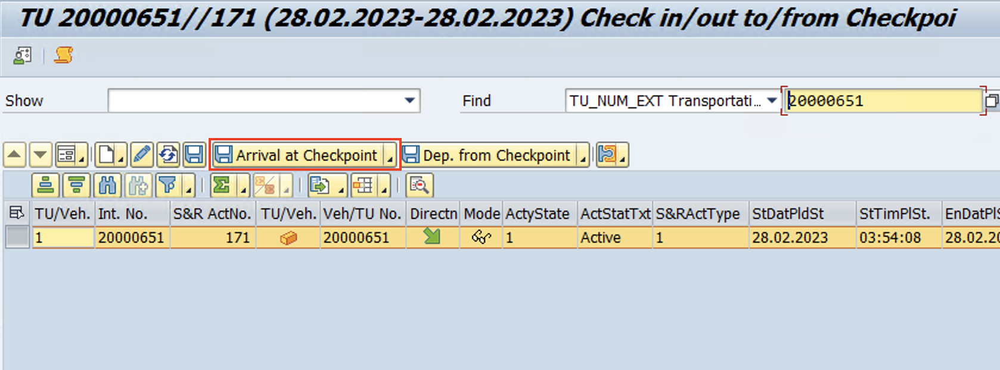 TU 20000651//171 (28.02.2023-28.02.2023) Check in/out to/from Checkpoi
Show Find TU_NUM_EXT Transportati... 20000651
Arrival at Checkpoint Dep. from Checkpoint
TU/Veh. Int. No. S&R ActNo. TU/Veh. Veh/TU No. Directn Mode ActyState ActStatTxt S&RActType StDatPldSt StTimPlSt. EnDatPlS
1 20000651 171 20000651 1 Active 1 28.02.2023 03:54:08 28.02.20